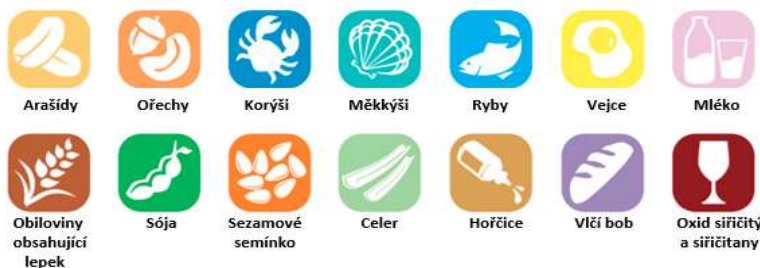 Arašídy
Ořechy
Korýši
Měkkýši
Ryby
Vejce
Mléko
Obiloviny
obsahující
lepek
Sója
Sezamové
semínko
Celer
Hořčice
Vlčí bob
Oxid siřičitý
a siřičitany